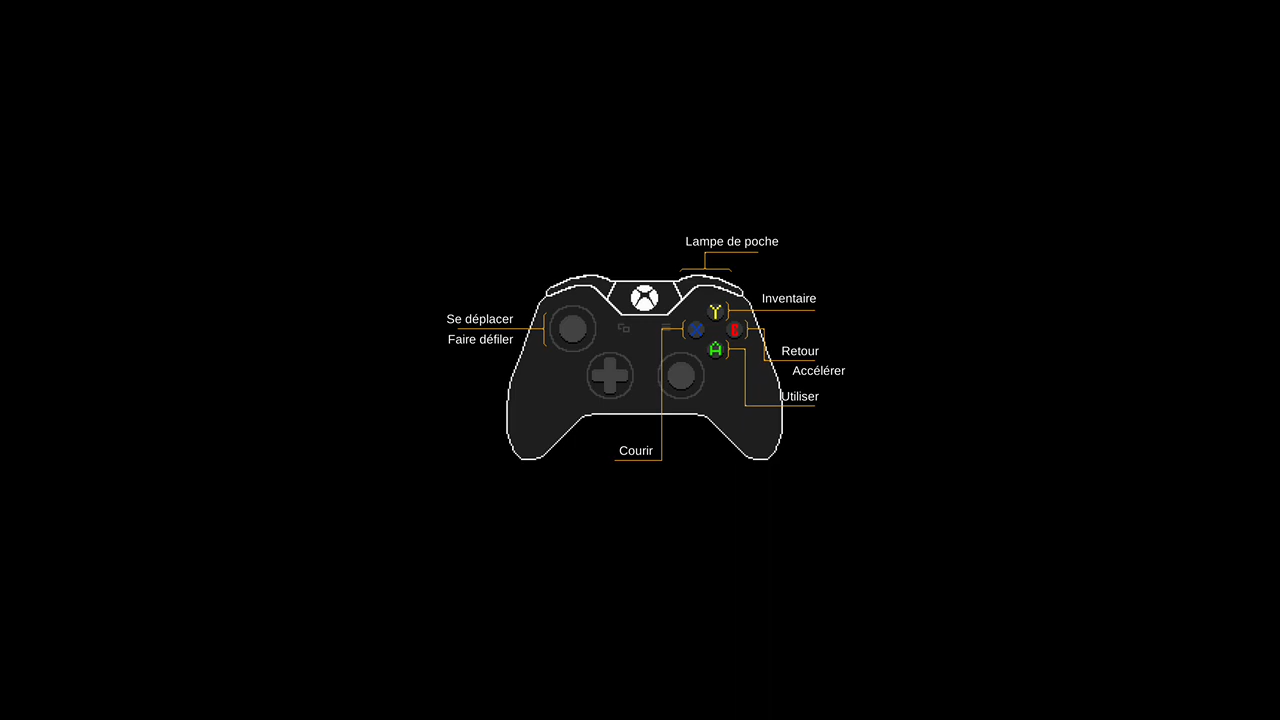 Lampe de poche
Inventaire
Y
Se déplacer
Faire défiler
X
B
A
Retour
Accélérer
Utiliser
Courir